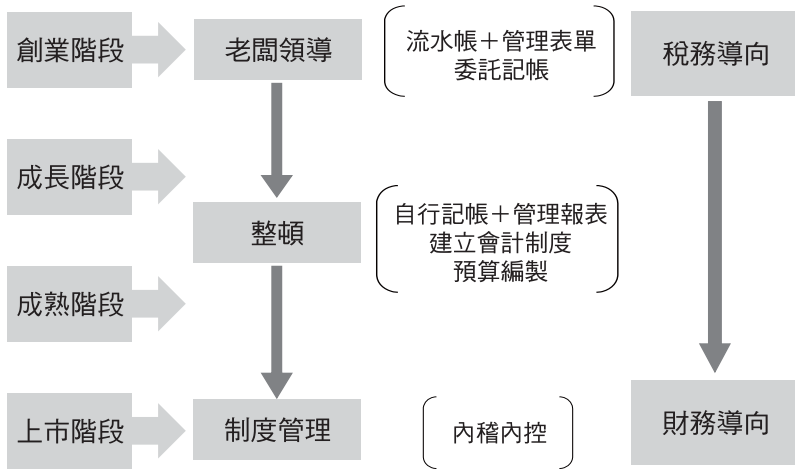 創業階段
老闆領導
流水帳＋管理表單
委託記帳
稅務導向
成長階段
整頓
自行記帳＋管理報表
建立會計制度
預算編製
成熟階段
上市階段
制度管理
內稽內控
財務導向